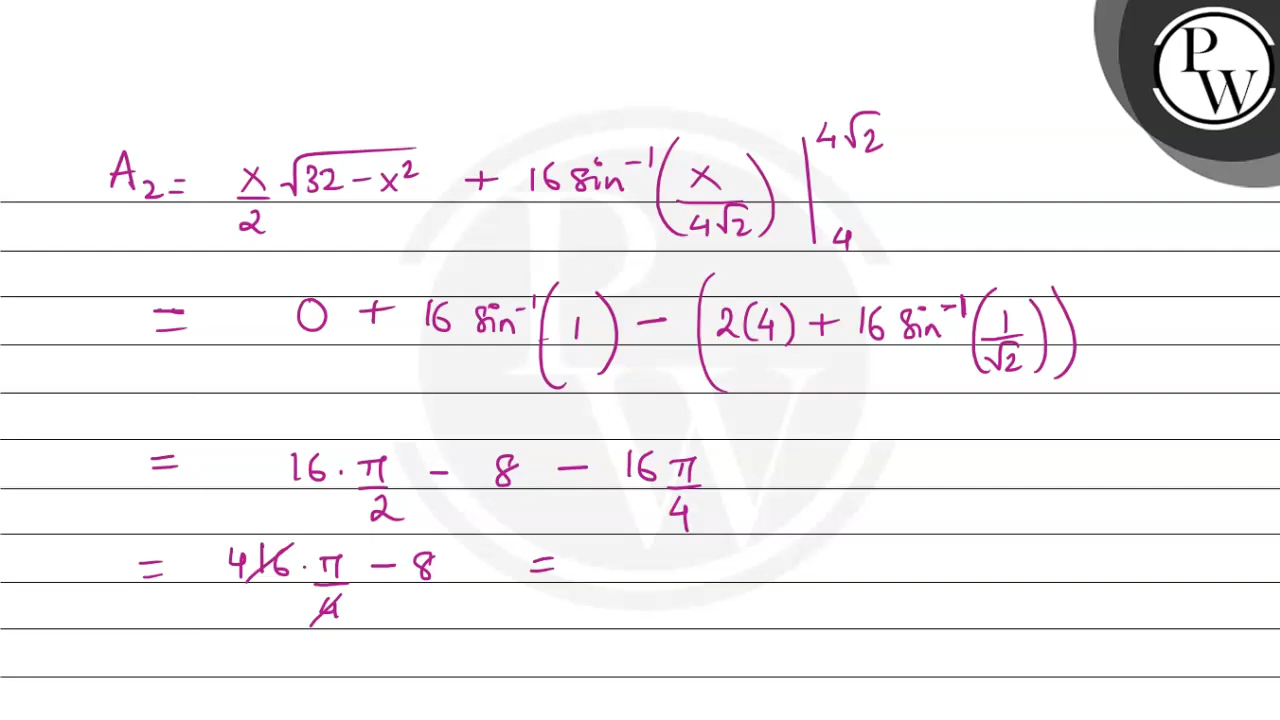 PW
A₂ = x/2 √(32 − x²) + 16 sin⁻¹(x/4√2) |₄^4√2
= 0 + 16 sin⁻¹(1) − (2(4) + 16 sin⁻¹(1/√2))
= 16 · π/2 − 8 − 16 π/4
= 4 16 · π/4 − 8 =